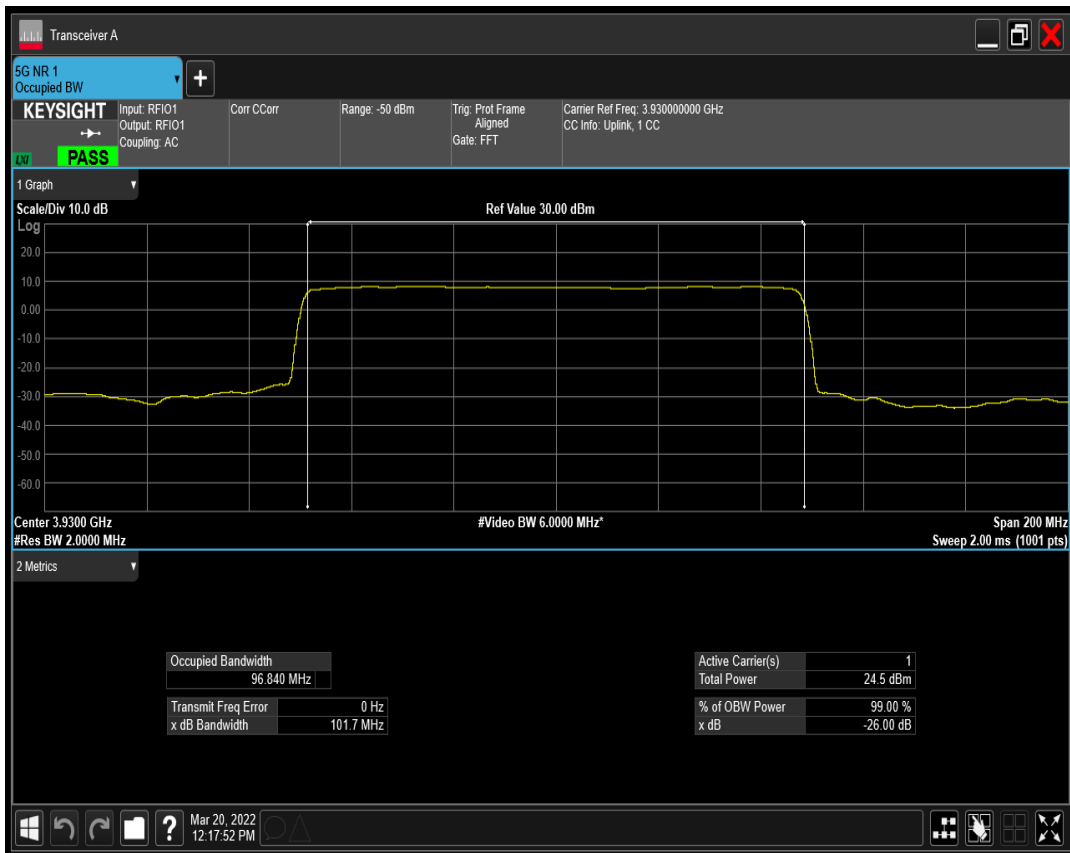 Transceiver A
5G NR 1
Occupied BW
KEYSIGHT
LXI
PASS
Input: RFIO1
Output: RFIO1
Coupling: AC
Corr CCorr
Range: -50 dBm
Trig: Prot Frame
Aligned
Gate: FFT
Carrier Ref Freq: 3.930000000 GHz
CC Info: Uplink, 1 CC
1 Graph
Scale/Div 10.0 dB
Ref Value 30.00 dBm
Log
20.0
10.0
0.00
-10.0
-20.0
-30.0
-40.0
-50.0
-60.0
Center 3.9300 GHz
#Video BW 6.0000 MHz*
Span 200 MHz
#Res BW 2.0000 MHz
Sweep 2.00 ms (1001 pts)
2 Metrics
Occupied Bandwidth
96.840 MHz
Transmit Freq Error 0 Hz
x dB Bandwidth 101.7 MHz
Active Carrier(s) 1
Total Power 24.5 dBm
% of OBW Power 99.00 %
x dB -26.00 dB
?
Mar 20, 2022
12:17:52 PM